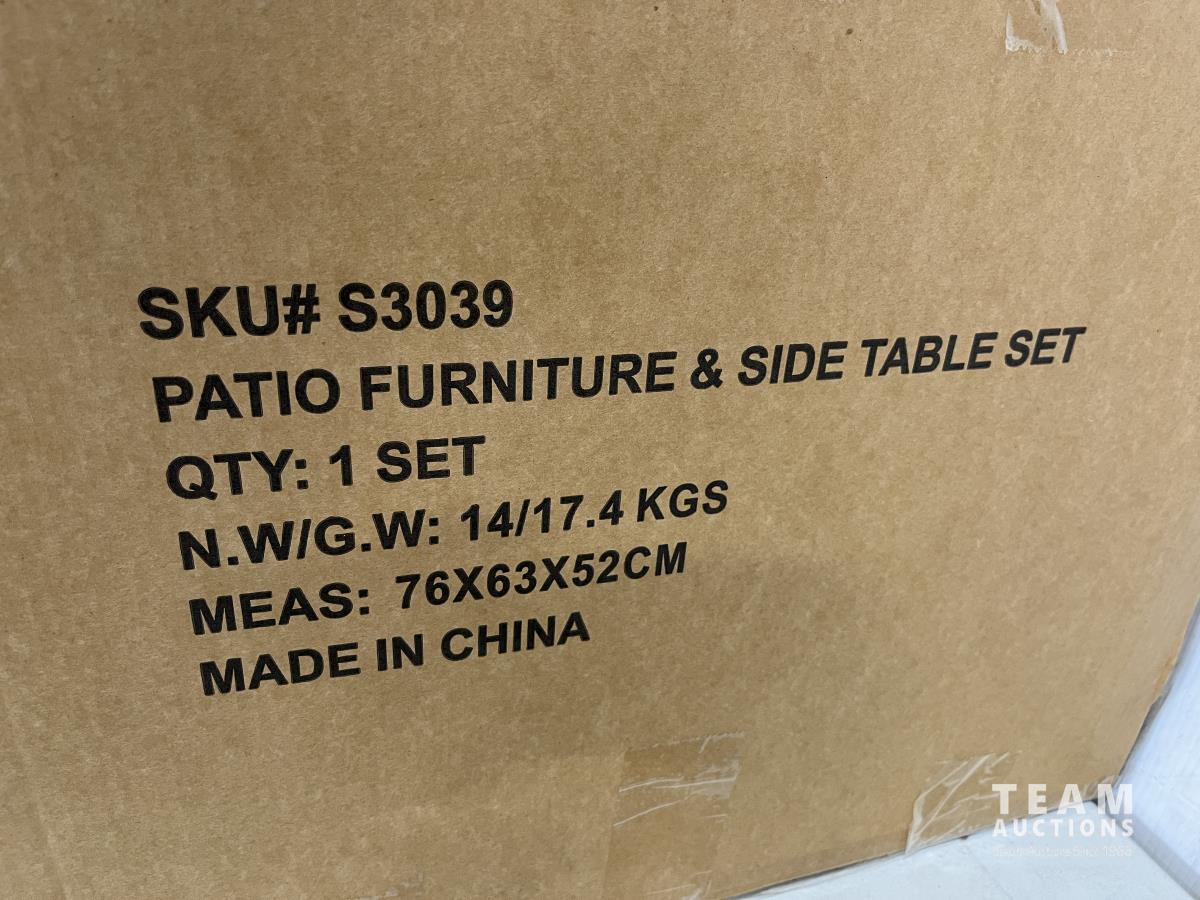 SKU# S3039
PATIO FURNITURE & SIDE TABLE SET
QTY: 1 SET
N.W/G.W: 14/17.4 KGS
MEAS: 76X63X52CM
MADE IN CHINA
TEAM
AUCTIONS